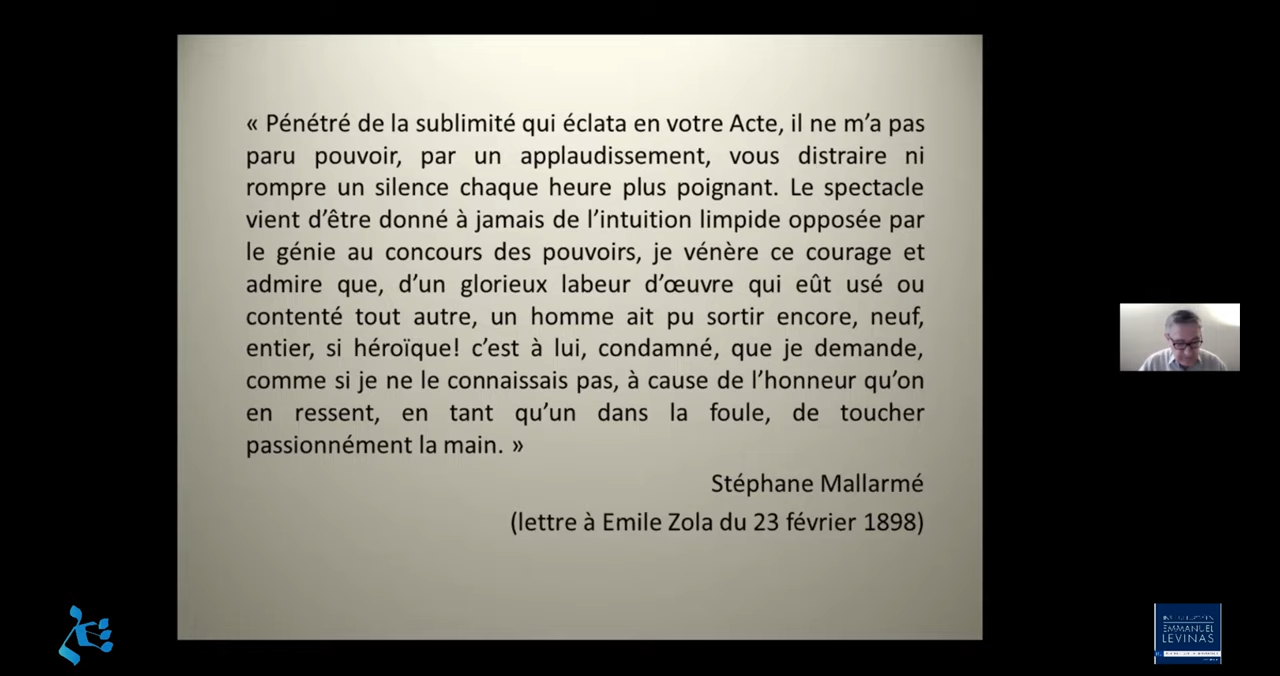 « Pénétré de la sublimité qui éclata en votre Acte, il ne m’a pas
paru pouvoir, par un applaudissement, vous distraire ni
rompre un silence chaque heure plus poignant. Le spectacle
vient d’être donné à jamais de l’intuition limpide opposée par
le génie au concours des pouvoirs, je vénère ce courage et
admire que, d’un glorieux labeur d’œuvre qui eût usé ou
contenté tout autre, un homme ait pu sortir encore, neuf,
entier, si héroïque! c’est à lui, condamné, que je demande,
comme si je ne le connaissais pas, à cause de l’honneur qu’on
en ressent, en tant qu’un dans la foule, de toucher
passionnément la main. »
Stéphane Mallarmé
(lettre à Emile Zola du 23 février 1898)
EMMANUEL
LEVINAS